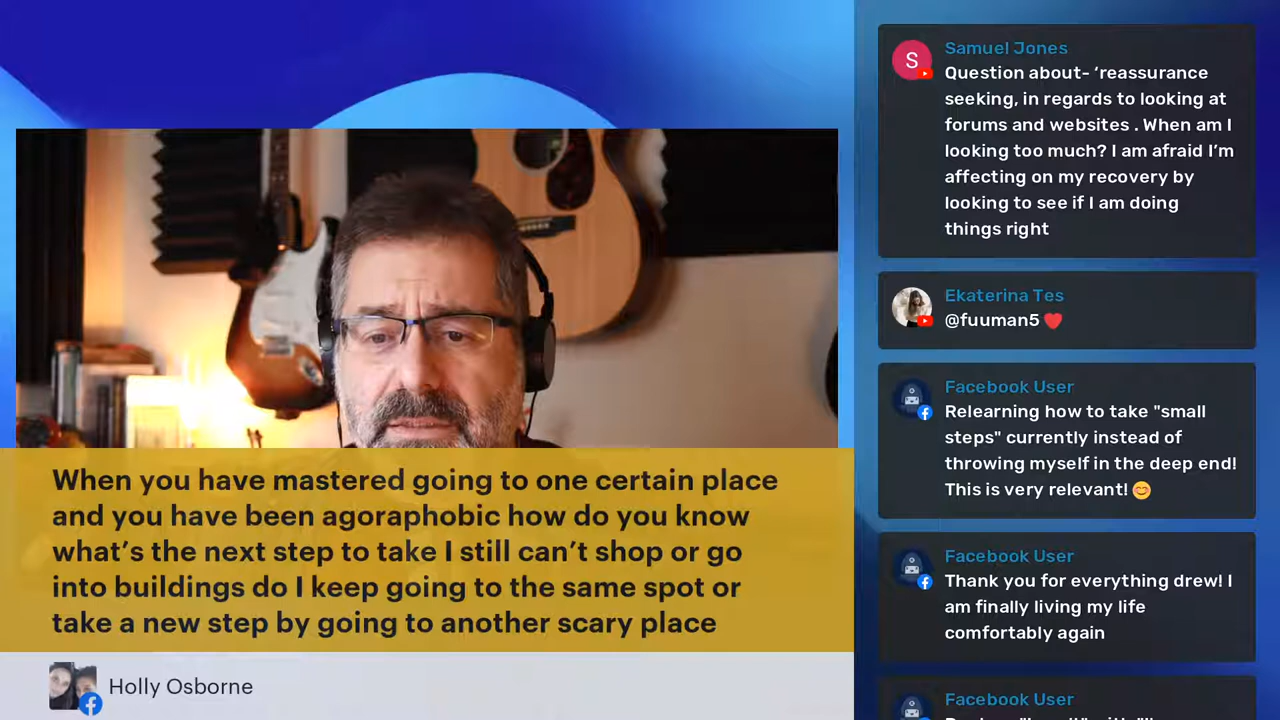 When you have mastered going to one certain place
and you have been agoraphobic how do you know
what’s the next step to take I still can’t shop or go
into buildings do I keep going to the same spot or
take a new step by going to another scary place
Holly Osborne
S
Samuel Jones
Question about- ‘reassurance
seeking, in regards to looking at
forums and websites . When am I
looking too much? I am afraid I’m
affecting on my recovery by
looking to see if I am doing
things right
Ekaterina Tes
@fuuman5 ❤️
Facebook User
Relearning how to take "small
steps" currently instead of
throwing myself in the deep end!
This is very relevant! 😊
Facebook User
Thank you for everything drew! I
am finally living my life
comfortably again
Facebook User